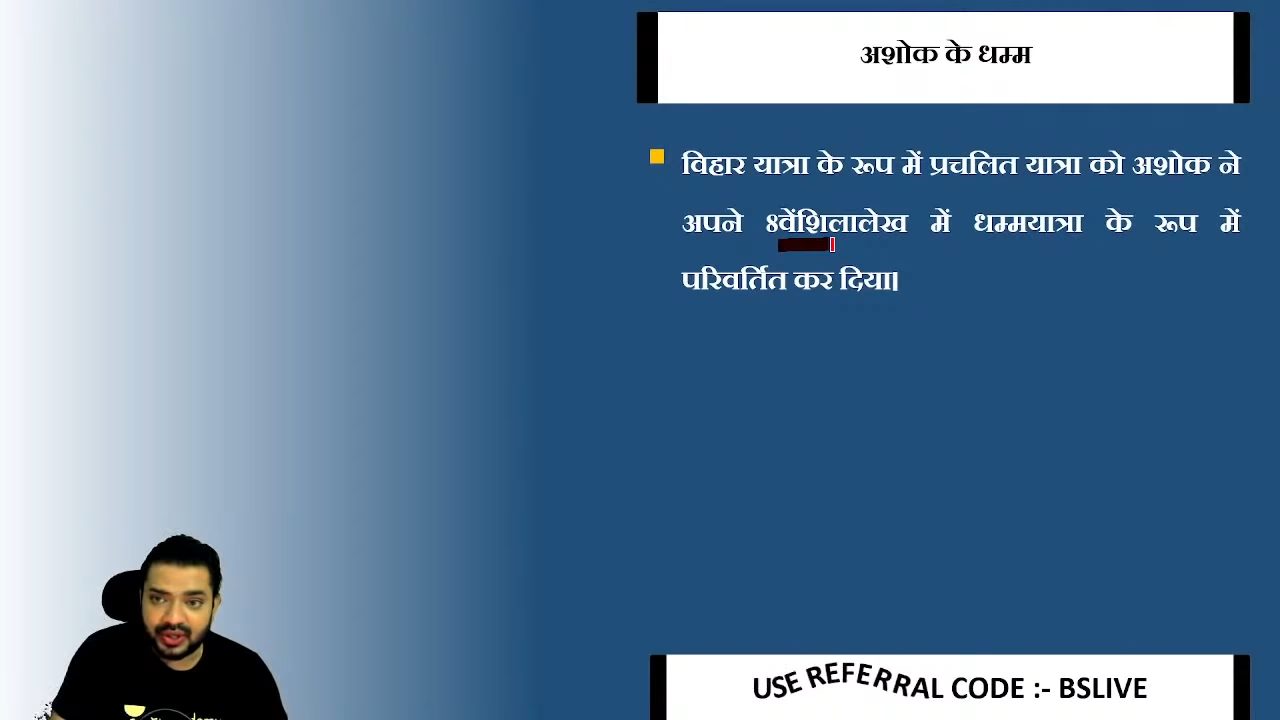 अशोक के धम्म
विहार यात्रा के रूप में प्रचलित यात्रा को अशोक ने
अपने 8वेंशिलालेख में धम्मयात्रा के रूप में
परिवर्तित कर दिया।
USE REFERRAL CODE :- BSLIVE